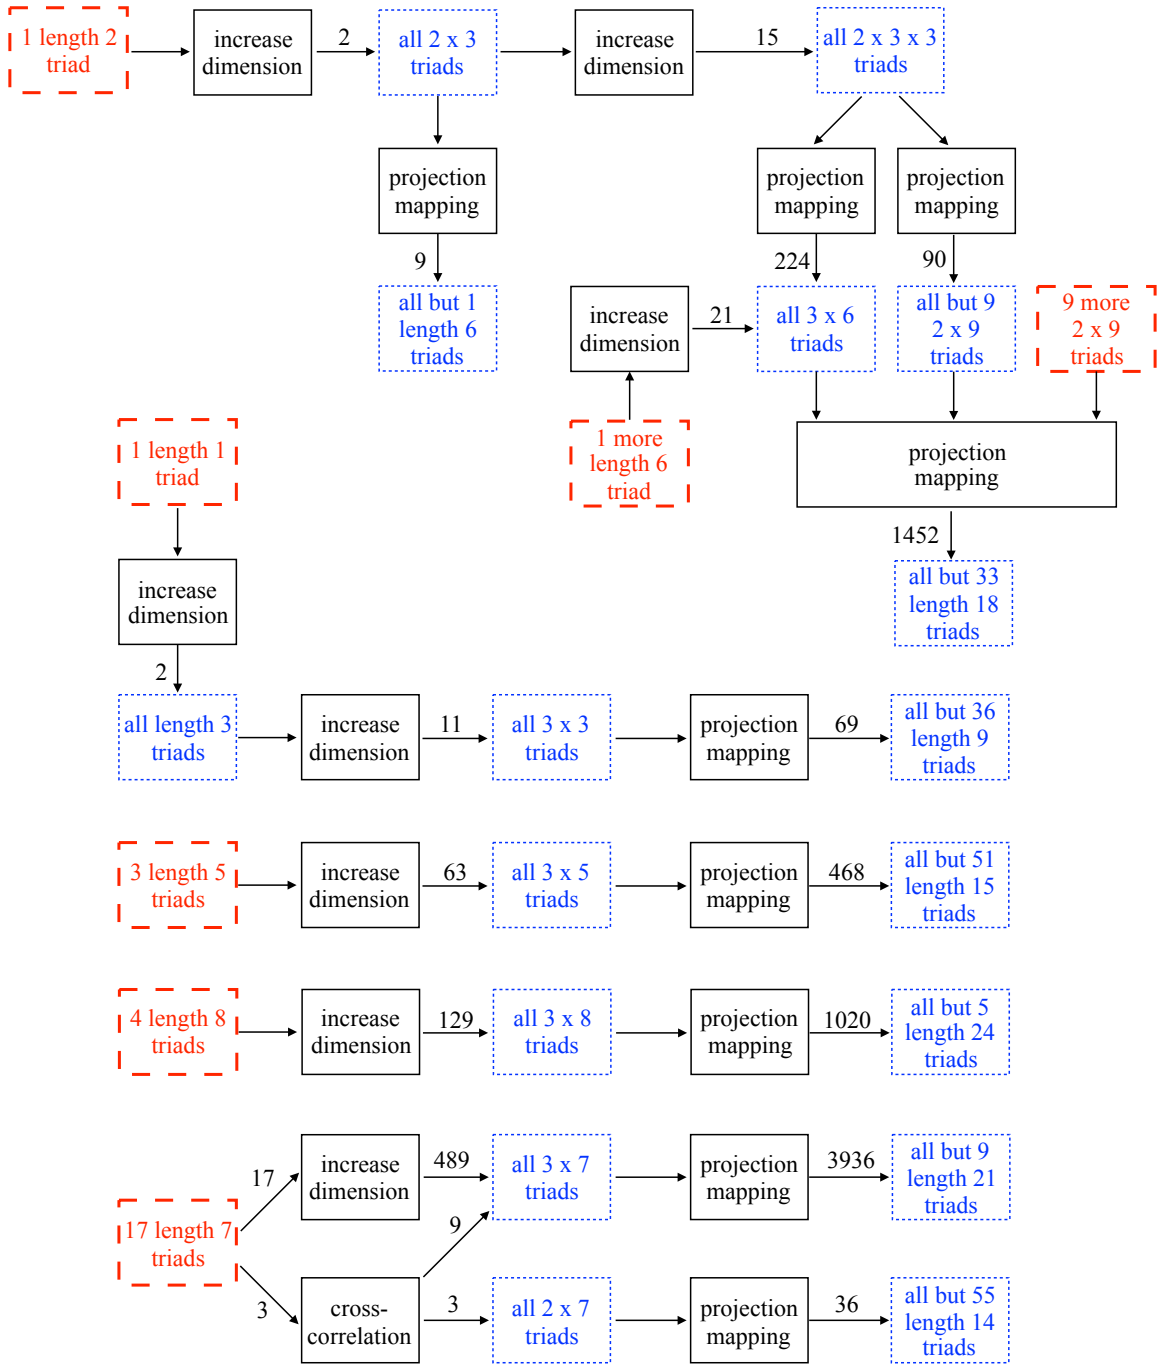 1 length 2
triad
increase
dimension
2
all 2 x 3
triads
increase
dimension
15
all 2 x 3 x 3
triads
projection
mapping
projection
mapping
projection
mapping
9
224
90
all but 1
length 6
triads
increase
dimension
21
all 3 x 6
triads
all but 9
2 x 9
triads
9 more
2 x 9
triads
1 length 1
triad
1 more
length 6
triad
projection
mapping
1452
increase
dimension
all but 33
length 18
triads
2
all length 3
triads
increase
dimension
11
all 3 x 3
triads
projection
mapping
69
all but 36
length 9
triads
3 length 5
triads
increase
dimension
63
all 3 x 5
triads
projection
mapping
468
all but 51
length 15
triads
4 length 8
triads
increase
dimension
129
all 3 x 8
triads
projection
mapping
1020
all but 5
length 24
triads
17 length 7
triads
17
increase
dimension
489
all 3 x 7
triads
projection
mapping
3936
all but 9
length 21
triads
9
3
cross-
correlation
3
all 2 x 7
triads
projection
mapping
36
all but 55
length 14
triads